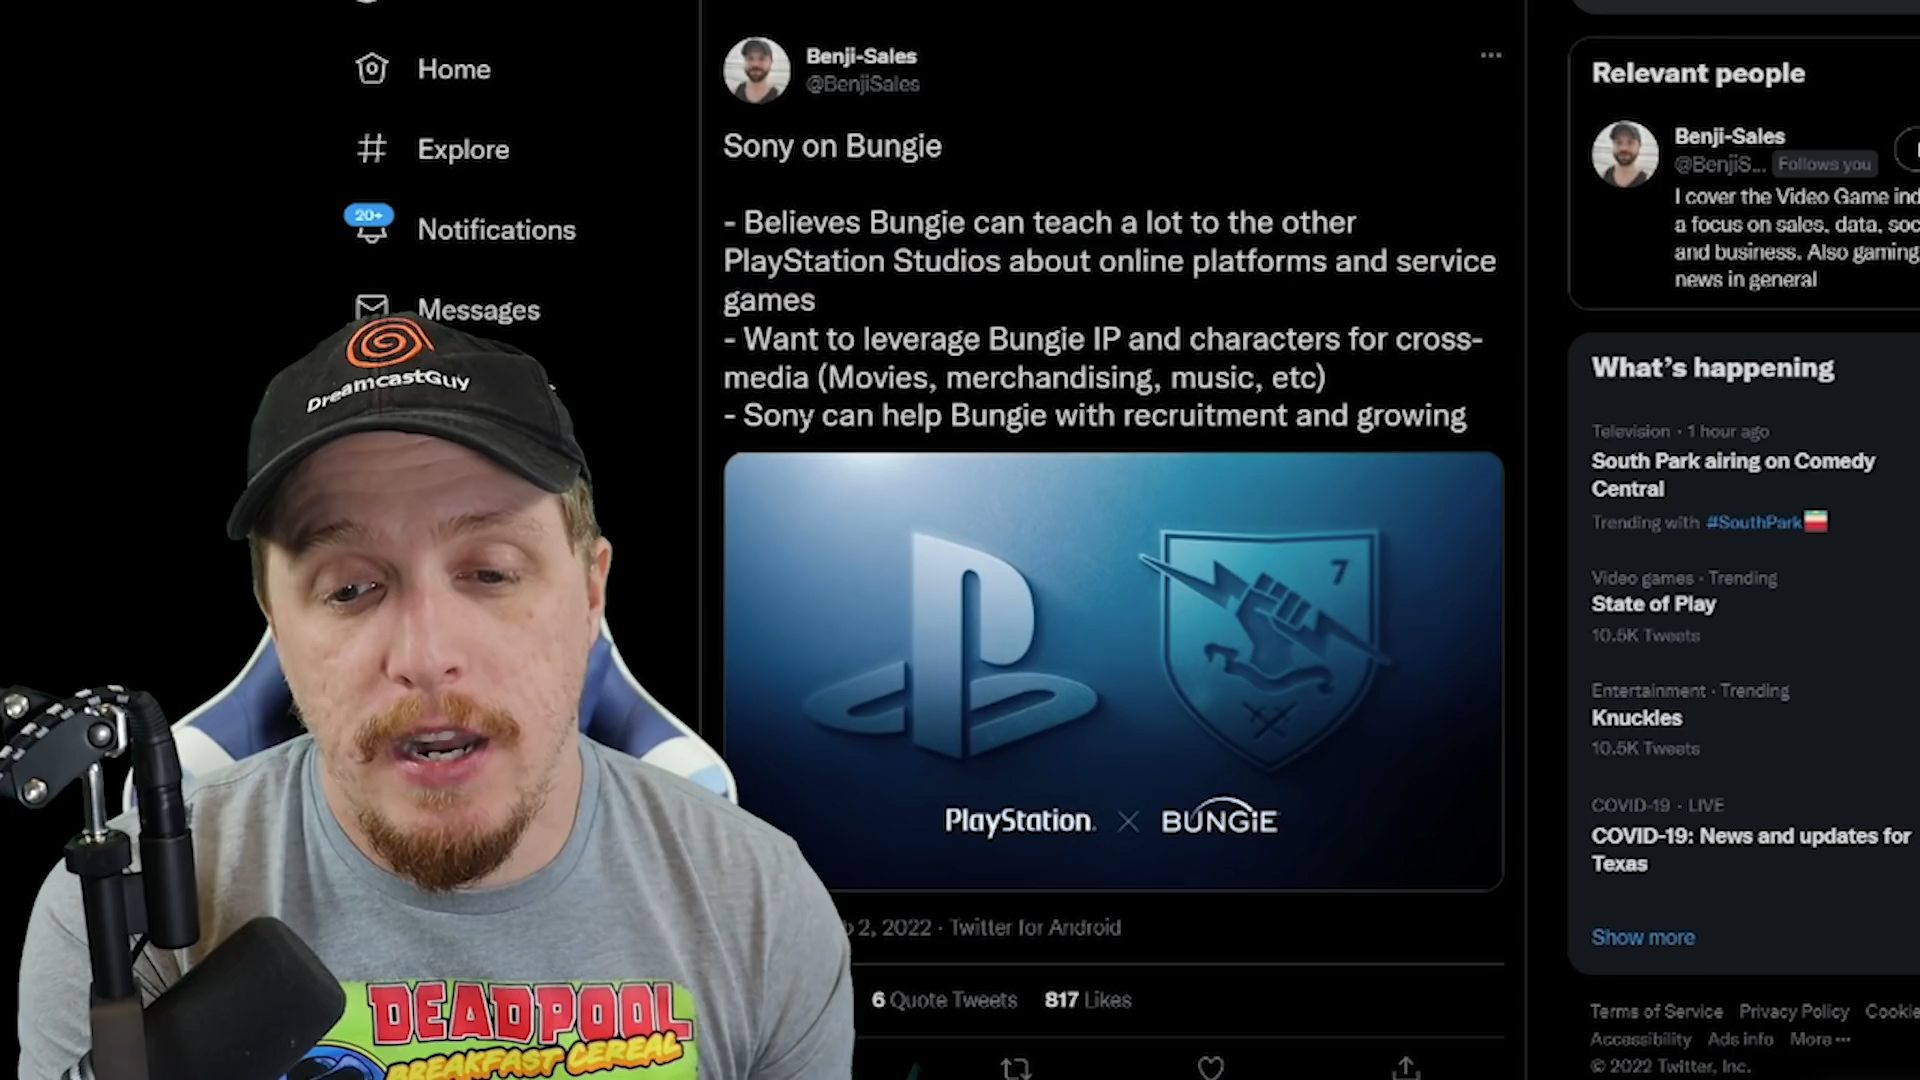 Home
Explore
20+
Notifications
Messages
DreamcastGuy
DEADPOOL
BREAKFAST CEREAL
Benji-Sales
@BenjiSales
Sony on Bungie
- Believes Bungie can teach a lot to the other
PlayStation Studios about online platforms and service
games
- Want to leverage Bungie IP and characters for cross-
media (Movies, merchandising, music, etc)
- Sony can help Bungie with recruitment and growing
7
PlayStation. X BUNGiE
2, 2022 · Twitter for Android
6 Quote Tweets 817 Likes
Relevant people
Benji-Sales
@BenjiS... Follows you
I cover the Video Game ind
a focus on sales, data, soc
and business. Also gaming
news in general
What's happening
Television · 1 hour ago
South Park airing on Comedy
Central
Trending with #SouthPark
Video games · Trending
State of Play
10.5K Tweets
Entertainment · Trending
Knuckles
10.5K Tweets
COVID-19 · LIVE
COVID-19: News and updates for
Texas
Show more
Terms of Service Privacy Policy Cookie
Accessibility Ads info More ···
© 2022 Twitter, Inc.